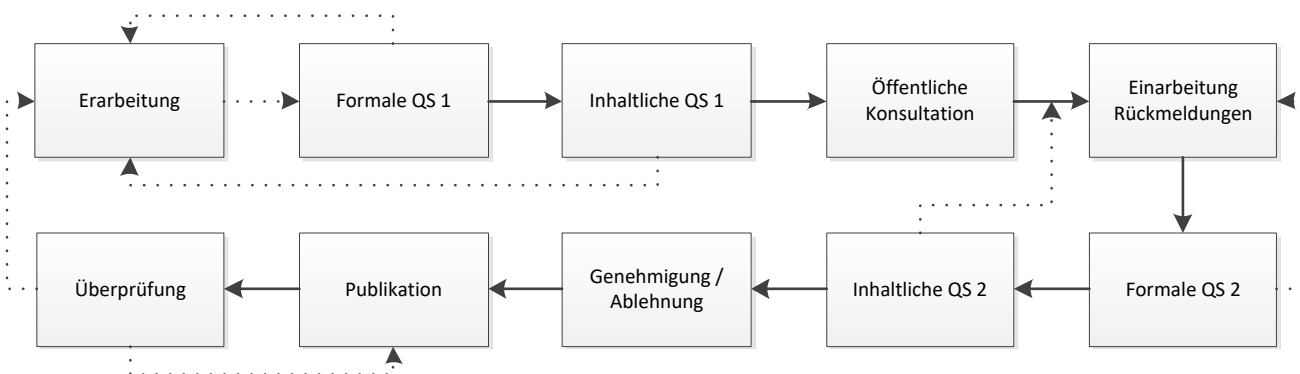 Erarbeitung
Formale QS 1
Inhaltliche QS 1
Öffentliche
Konsultation
Einarbeitung
Rückmeldungen
Überprüfung
Publikation
Genehmigung /
Ablehnung
Inhaltliche QS 2
Formale QS 2